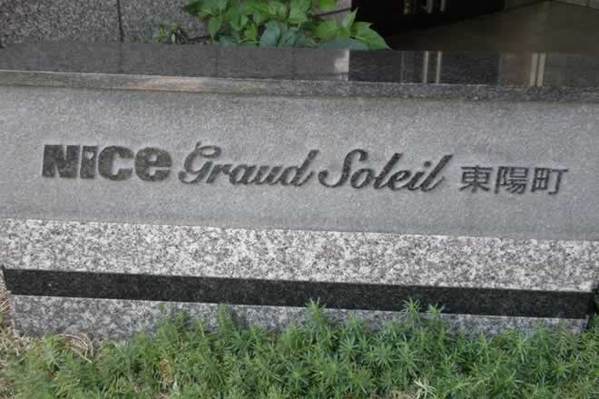 NICE Graud Soleil 東陽町